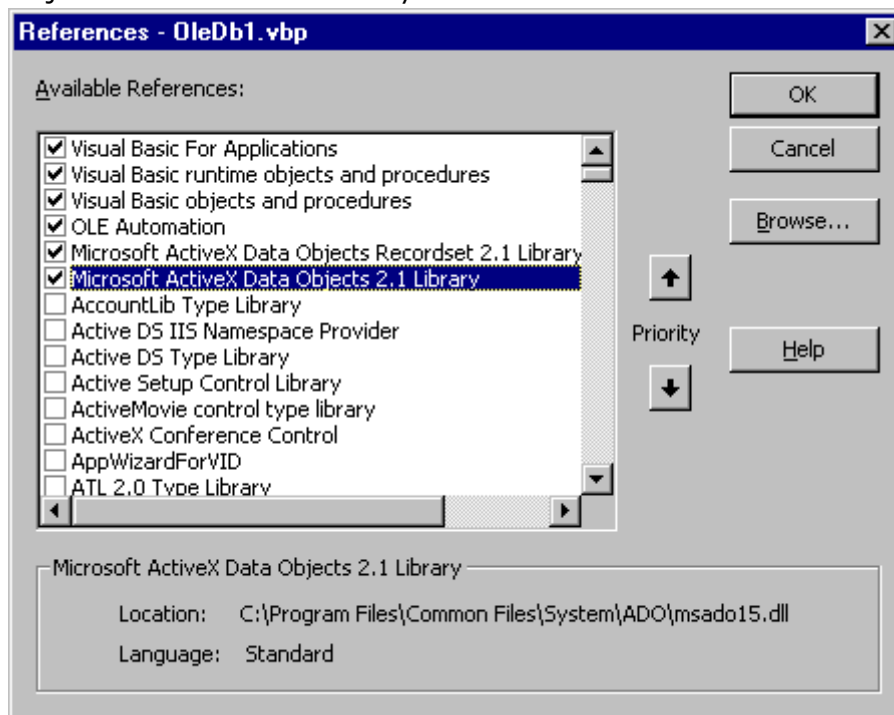 References - OleDb1.vbp
Available References:
OK
Cancel
Browse...
Priority
Help
Visual Basic For Applications
Visual Basic runtime objects and procedures
Visual Basic objects and procedures
OLE Automation
Microsoft ActiveX Data Objects Recordset 2.1 Library
Microsoft ActiveX Data Objects 2.1 Library
AccountLib Type Library
Active DS IIS Namespace Provider
Active DS Type Library
Active Setup Control Library
ActiveMovie control type library
ActiveX Conference Control
AppWizardForVID
ATL 2.0 Type Library
Microsoft ActiveX Data Objects 2.1 Library
Location: C:\Program Files\Common Files\System\ADO\msado15.dll
Language: Standard